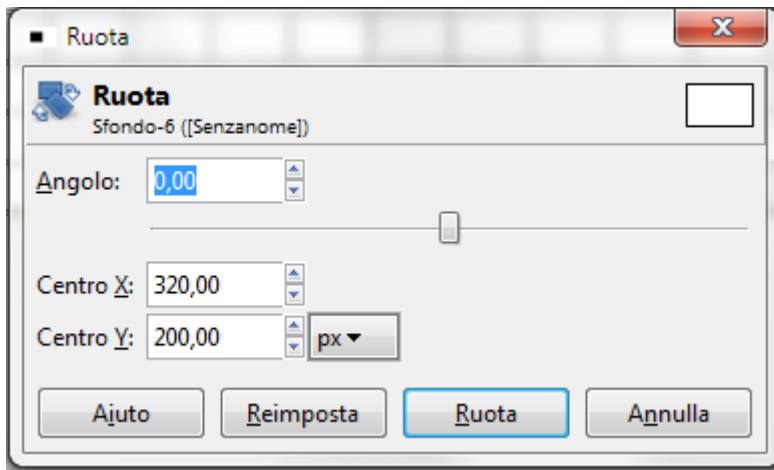 Ruota
Ruota
Sfondo-6 ([Senzanome])
Angolo: 0,00
Centro X: 320,00
Centro Y: 200,00 px
Aiuto Reimposta Ruota Annulla